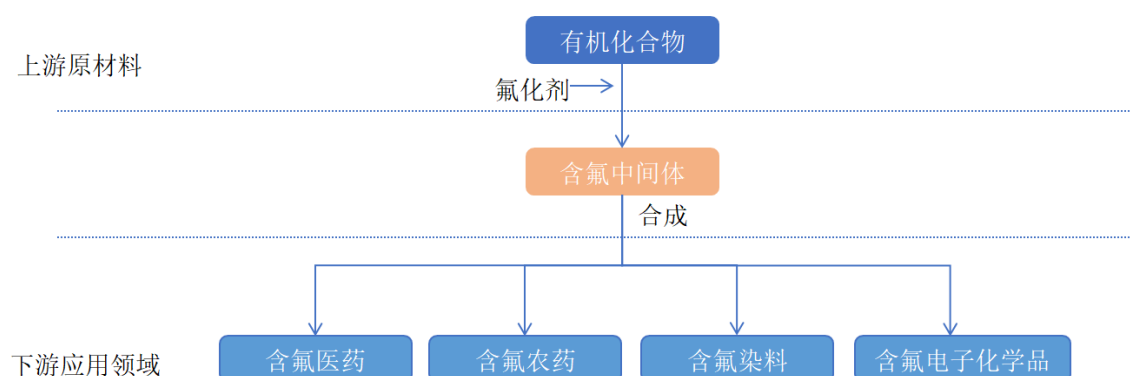 有机化合物
上游原材料
氟化剂
含氟中间体
合成
下游应用领域
含氟医药
含氟农药
含氟染料
含氟电子化学品